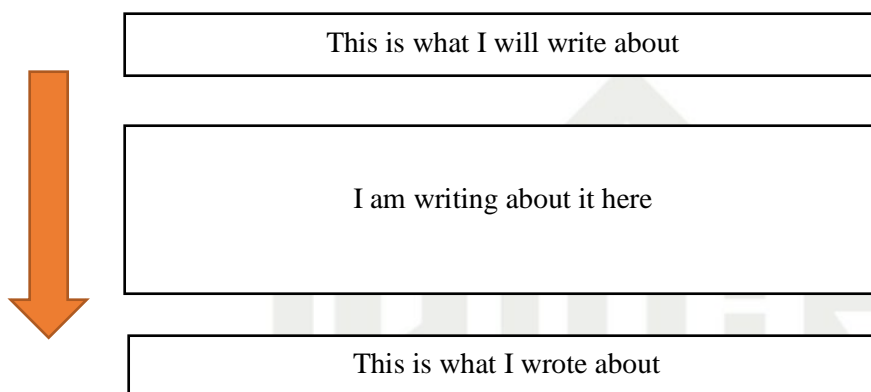 This is what I will write about
I am writing about it here
This is what I wrote about